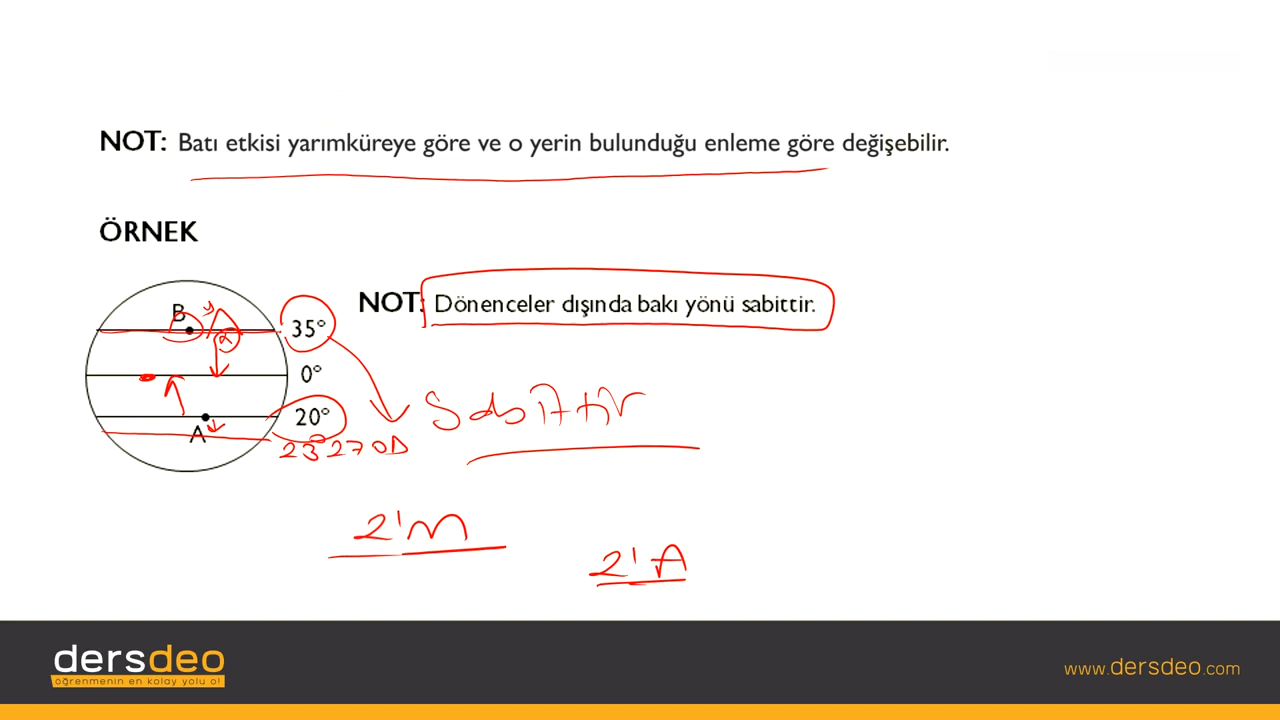 NOT: Batı etkisi yarımküreye göre ve o yerin bulunduğu enleme göre değişebilir.
ÖRNEK
NOT: Dönenceler dışında bakı yönü sabittir.
B
35°
0°
20°
A
Sabittir
23° 27' OD
2'M
2'A
dersdeo
öğrenmenin en kolay yolu o!
www.dersdeo.com